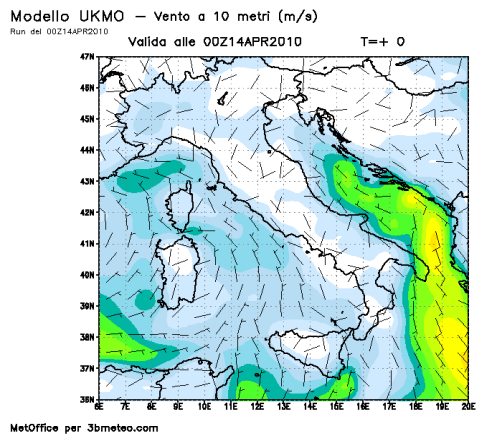 Modello UKMO – Vento a 10 metri (m/s)
Run del 00Z14APR2010
Valida alle 00Z14APR2010 T=+ 0
47N
46N
45N
44N
43N
42N
41N
40N
39N
38N
37N
36N
6E 7E 8E 9E 10E 11E 12E 13E 14E 15E 16E 17E 18E 19E 20E
MetOffice per 3bmeteo.com